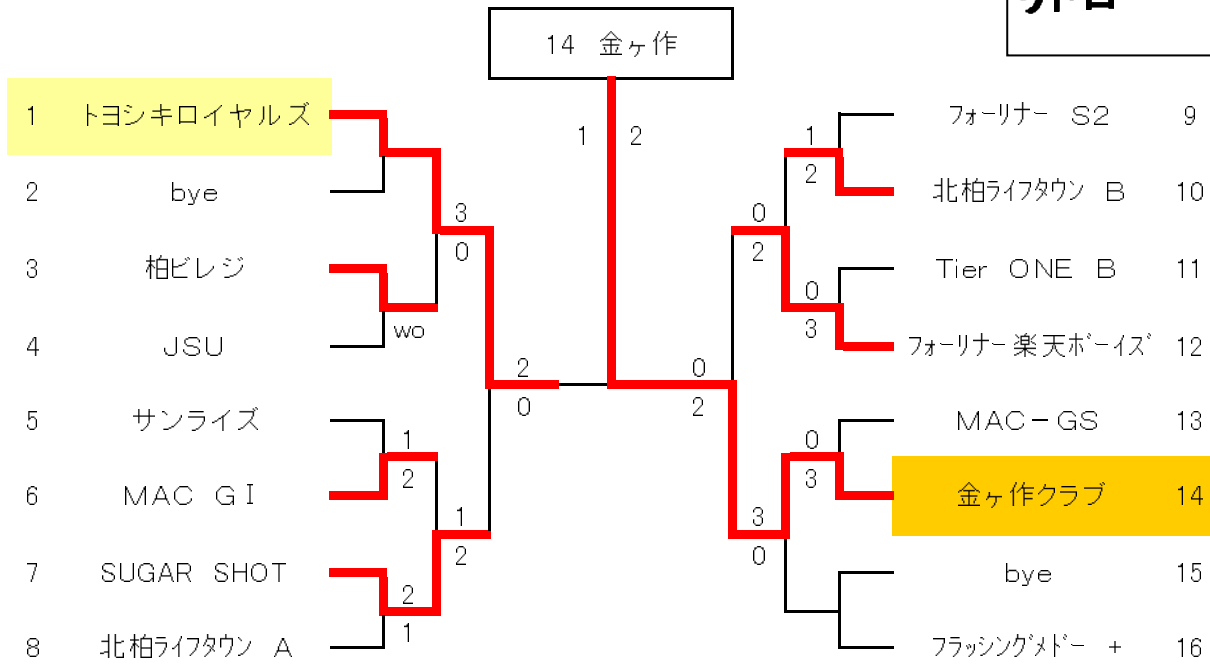 14 金ヶ作
1 トヨシキロイヤルズ
2 bye
3 柏ビレジ
4 JSU
5 サンライズ
6 MAC GI
7 SUGAR SHOT
8 北柏ライフタウン A
3
0
wo
1
2
2
1
1
2
2
0
1 2
0
2
1
2
0
2
0
3
0
3
3
0
フォーリナー S2 9
北柏ライフタウン B 10
Tier ONE B 11
フォーリナー楽天ボーイズ 12
MAC-GS 13
金ヶ作クラブ 14
bye 15
フラッシングメドー + 16